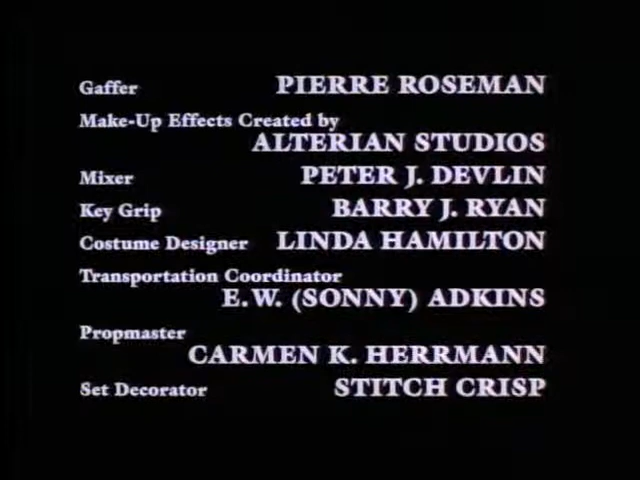 Gaffer PIERRE ROSEMAN
Make-Up Effects Created by
ALTERIAN STUDIOS
Mixer PETER J. DEVLIN
Key Grip BARRY J. RYAN
Costume Designer LINDA HAMILTON
Transportation Coordinator
E.W. (SONNY) ADKINS
Propmaster
CARMEN K. HERRMANN
Set Decorator STITCH CRISP